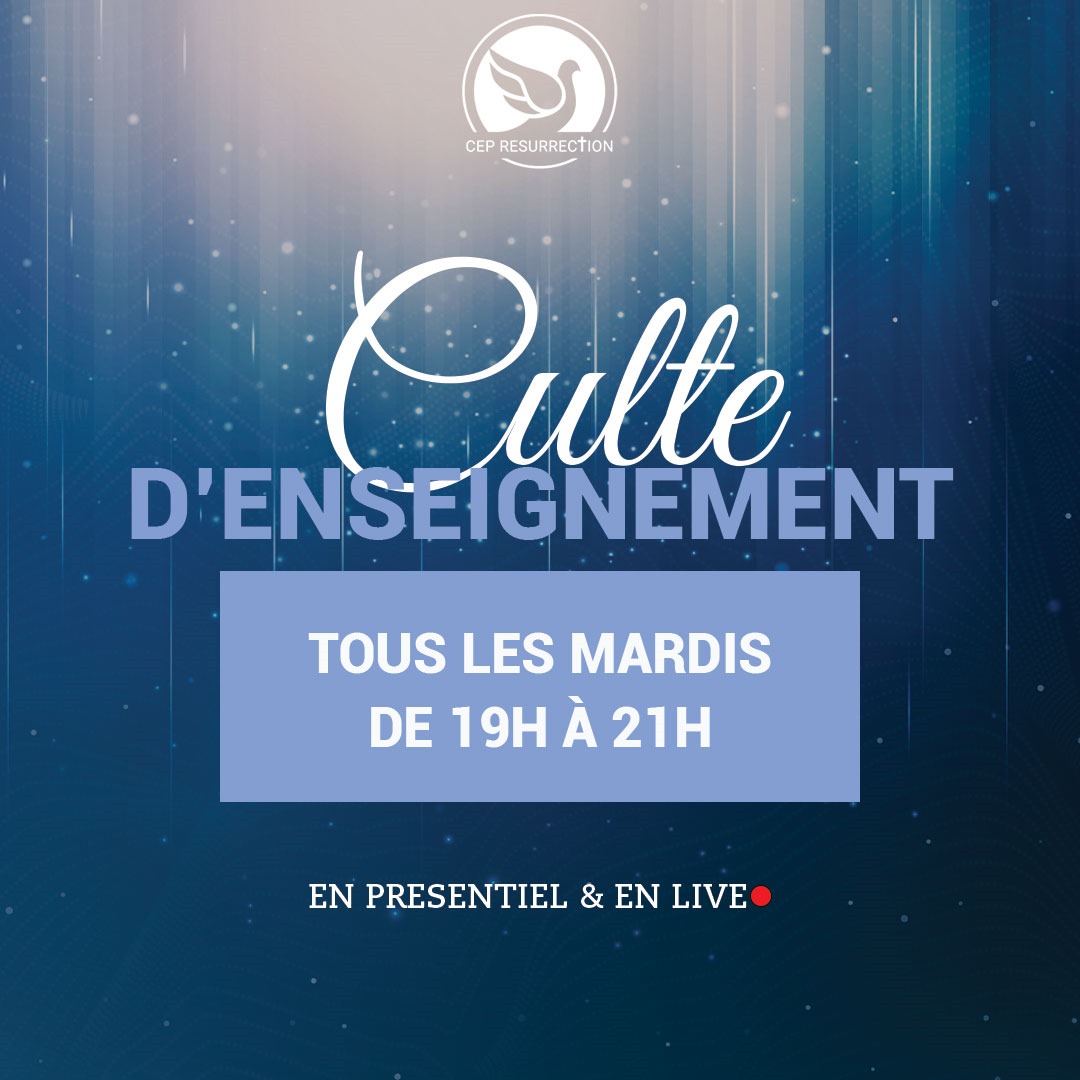 CEP RESURRECTION
Culte
D'ENSEIGNEMENT
TOUS LES MARDIS
DE 19H À 21H
EN PRESENTIEL & EN LIVE